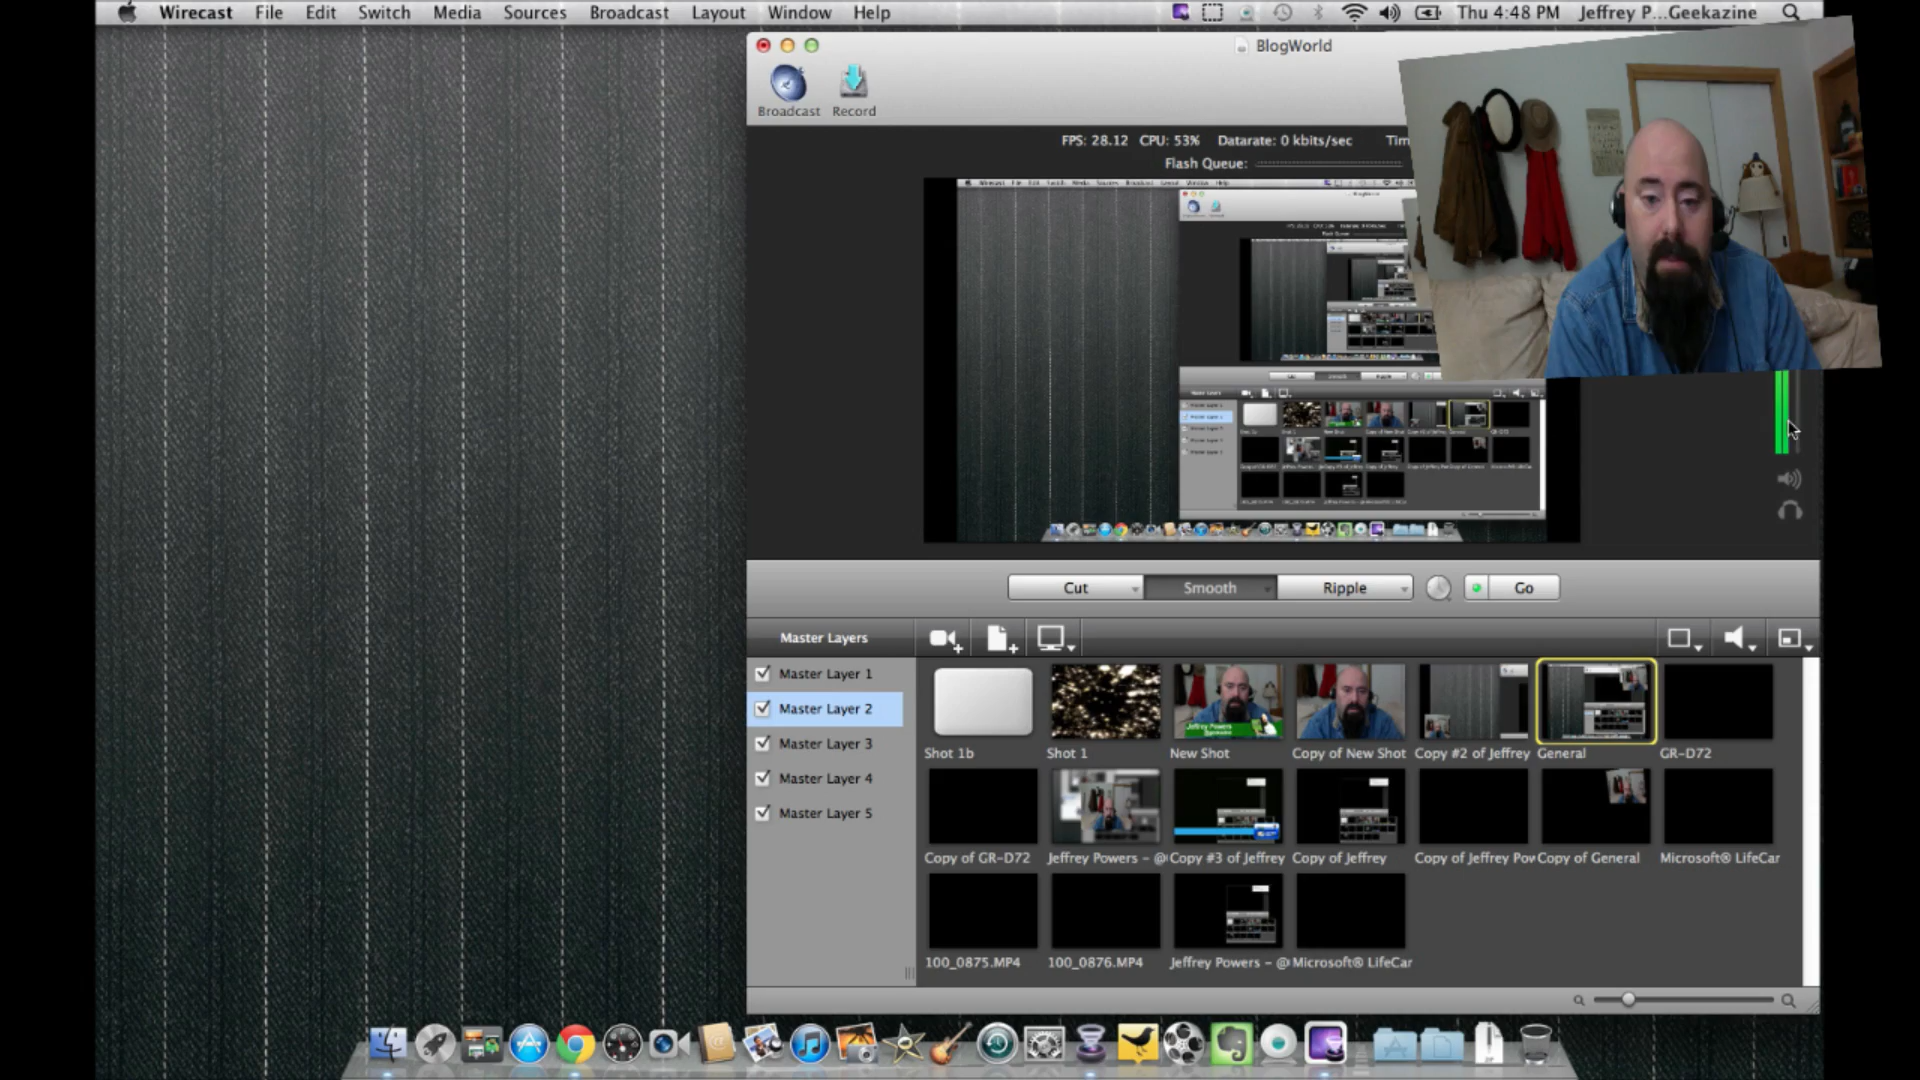 Wirecast File Edit Switch Media Sources Broadcast Layout Window Help Thu 4:48 PM Jeffrey P...Geekazine
BlogWorld
Broadcast Record
FPS: 28.12 CPU: 53% Datarate: 0 kbits/sec Tim
Flash Queue:
Cut Smooth Ripple Go
Master Layers
Master Layer 1
Master Layer 2
Master Layer 3
Master Layer 4
Master Layer 5
Shot 1b Shot 1 New Shot Copy of New Shot Copy #2 of Jeffrey General GR-D72
Copy of GR-D72 Jeffrey Powers - @ Copy #3 of Jeffrey Copy of Jeffrey Copy of Jeffrey Pow Copy of General Microsoft® LifeCar
100_0875.MP4 100_0876.MP4 Jeffrey Powers - @ Microsoft® LifeCar